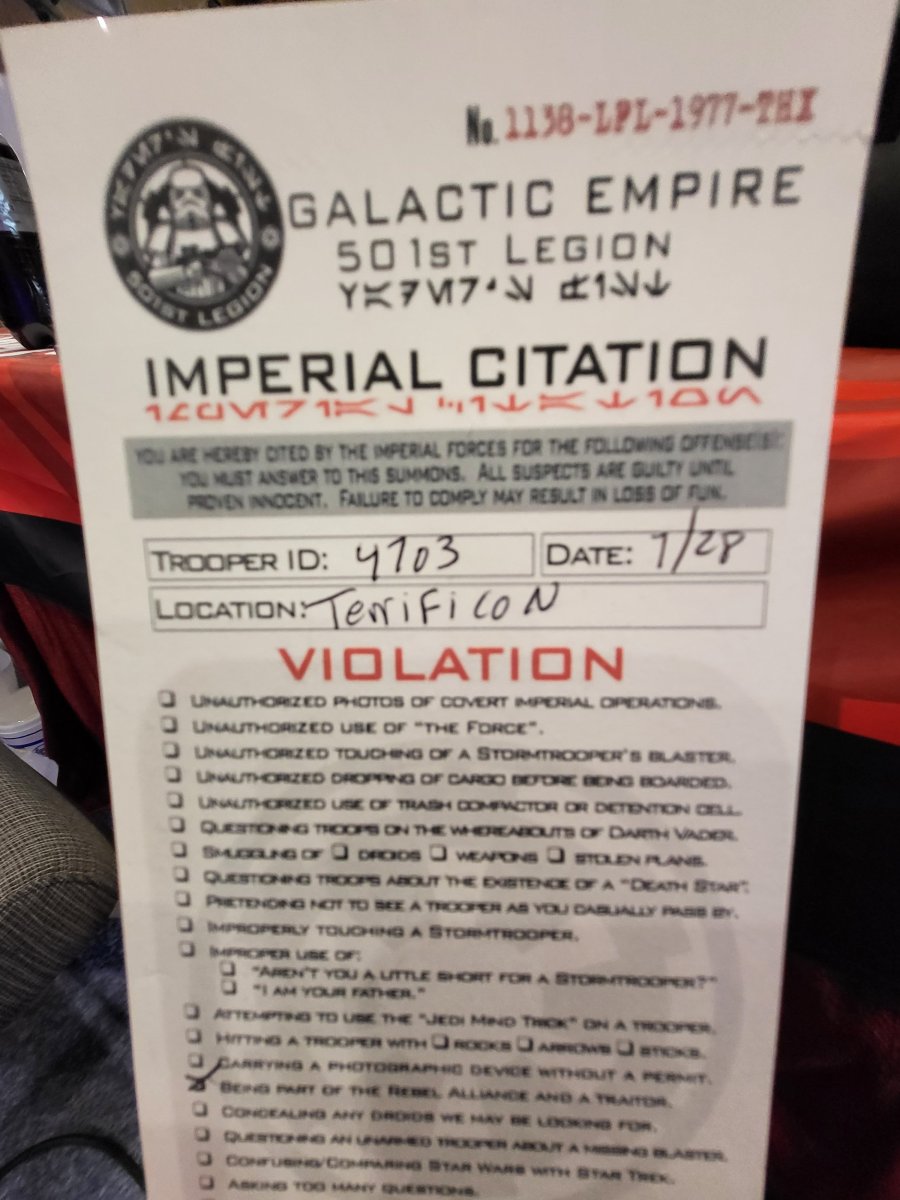 No. 1138-LFL-1977-THX
GALACTIC EMPIRE
501ST LEGION
501ST LEGION
IMPERIAL CITATION
YOU ARE HEREBY CITED BY THE IMPERIAL FORCES FOR THE FOLLOWING OFFENSE(S):
YOU MUST ANSWER TO THIS SUMMONS. ALL SUSPECTS ARE GUILTY UNTIL
PROVEN INNOCENT. FAILURE TO COMPLY MAY RESULT IN LOSS OF FUN.
TROOPER ID: 4703 DATE: 7/28
LOCATION: TerriFiCON
VIOLATION
UNAUTHORIZED PHOTOS OF COVERT IMPERIAL OPERATIONS.
UNAUTHORIZED USE OF "THE FORCE".
UNAUTHORIZED TOUCHING OF A STORMTROOPER'S BLASTER.
UNAUTHORIZED DROPPING OF CARGO BEFORE BEING BOARDED.
UNAUTHORIZED USE OF TRASH COMPACTOR OR DETENTION CELL.
QUESTIONING TROOPS ON THE WHEREABOUTS OF DARTH VADER.
SMUGGLING OF ❑ DROIDS ❑ WEAPONS ❑ STOLEN PLANS.
QUESTIONING TROOPS ABOUT THE EXISTENCE OF A "DEATH STAR".
PRETENDING NOT TO SEE A TROOPER AS YOU CASUALLY PASS BY.
IMPROPERLY TOUCHING A STORMTROOPER.
IMPROPER USE OF:
"AREN'T YOU A LITTLE SHORT FOR A STORMTROOPER?"
"I AM YOUR FATHER."
ATTEMPTING TO USE THE "JEDI MIND TRICK" ON A TROOPER.
HITTING A TROOPER WITH ❑ ROCKS ❑ ARROWS ❑ STICKS.
CARRYING A PHOTOGRAPHIC DEVICE WITHOUT A PERMIT.
BEING PART OF THE REBEL ALLIANCE AND A TRAITOR.
CONCEALING ANY DROIDS WE MAY BE LOOKING FOR.
QUESTIONING AN UNARMED TROOPER ABOUT A MISSING BLASTER.
CONFUSING/COMPARING STAR WARS WITH STAR TREK.
ASKING TOO MANY QUESTIONS.